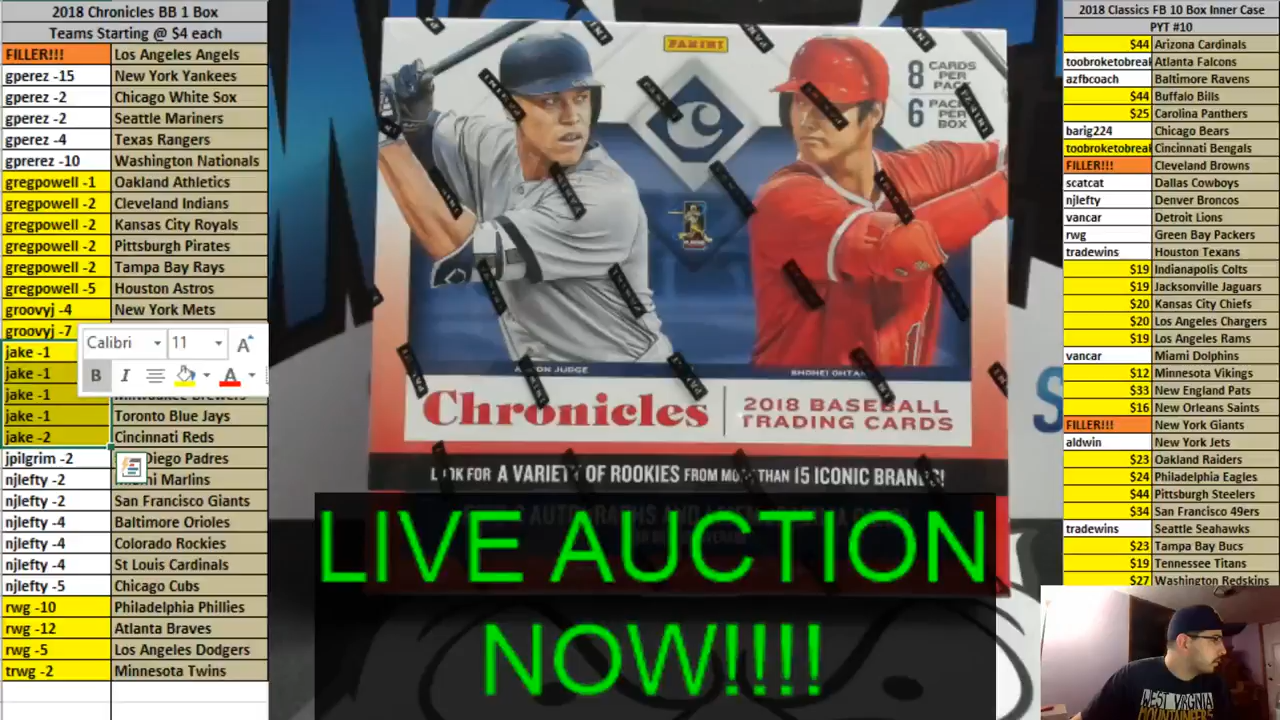 2018 Chronicles BB 1 Box
Teams Starting @ $4 each
FILLER!!! Los Angeles Angels
gperez -15 New York Yankees
gperez -2 Chicago White Sox
gperez -2 Seattle Mariners
gperez -4 Texas Rangers
gprerez -10 Washington Nationals
gregpowell -1 Oakland Athletics
gregpowell -2 Cleveland Indians
gregpowell -2 Kansas City Royals
gregpowell -2 Pittsburgh Pirates
gregpowell -2 Tampa Bay Rays
gregpowell -5 Houston Astros
groovyj -4 New York Mets
groovyj -7
Calibri 11 A
B I A
jake -1
jake -1
jake -1 Milwaukee Brewers
jake -1 Toronto Blue Jays
jake -2 Cincinnati Reds
jpilgrim -2 Diego Padres
njlefty -2 Marlins
njlefty -2 San Francisco Giants
njlefty -4 Baltimore Orioles
njlefty -4 Colorado Rockies
njlefty -4 St Louis Cardinals
njlefty -5 Chicago Cubs
rwg -10 Philadelphia Phillies
rwg -12 Atlanta Braves
rwg -5 Los Angeles Dodgers
trwg -2 Minnesota Twins
PANINI
8 CARDS PER PACK
6 PACKS PER BOX
AARON JUDGE
SHOHEI OHTANI
Chronicles
2018 BASEBALL
TRADING CARDS
LOOK FOR A VARIETY OF ROOKIES FROM MORE THAN 15 ICONIC BRANDS!
LIVE AUCTION
NOW!!!!
2018 Classics FB 10 Box Inner Case
PYT #10
$44 Arizona Cardinals
toobroketobreak Atlanta Falcons
azfbcoach Baltimore Ravens
$44 Buffalo Bills
$25 Carolina Panthers
barig224 Chicago Bears
toobroketobreak Cincinnati Bengals
FILLER!!! Cleveland Browns
scatcat Dallas Cowboys
njlefty Denver Broncos
vancar Detroit Lions
rwg Green Bay Packers
tradewins Houston Texans
$19 Indianapolis Colts
$19 Jacksonville Jaguars
$20 Kansas City Chiefs
$20 Los Angeles Chargers
$19 Los Angeles Rams
vancar Miami Dolphins
$12 Minnesota Vikings
$33 New England Pats
$16 New Orleans Saints
FILLER!!! New York Giants
aldwin New York Jets
$23 Oakland Raiders
$24 Philadelphia Eagles
$44 Pittsburgh Steelers
$34 San Francisco 49ers
tradewins Seattle Seahawks
$23 Tampa Bay Bucs
$19 Tennessee Titans
$27 Washington Redskins
WEST VIRGINIA
MOUNTAINEERS